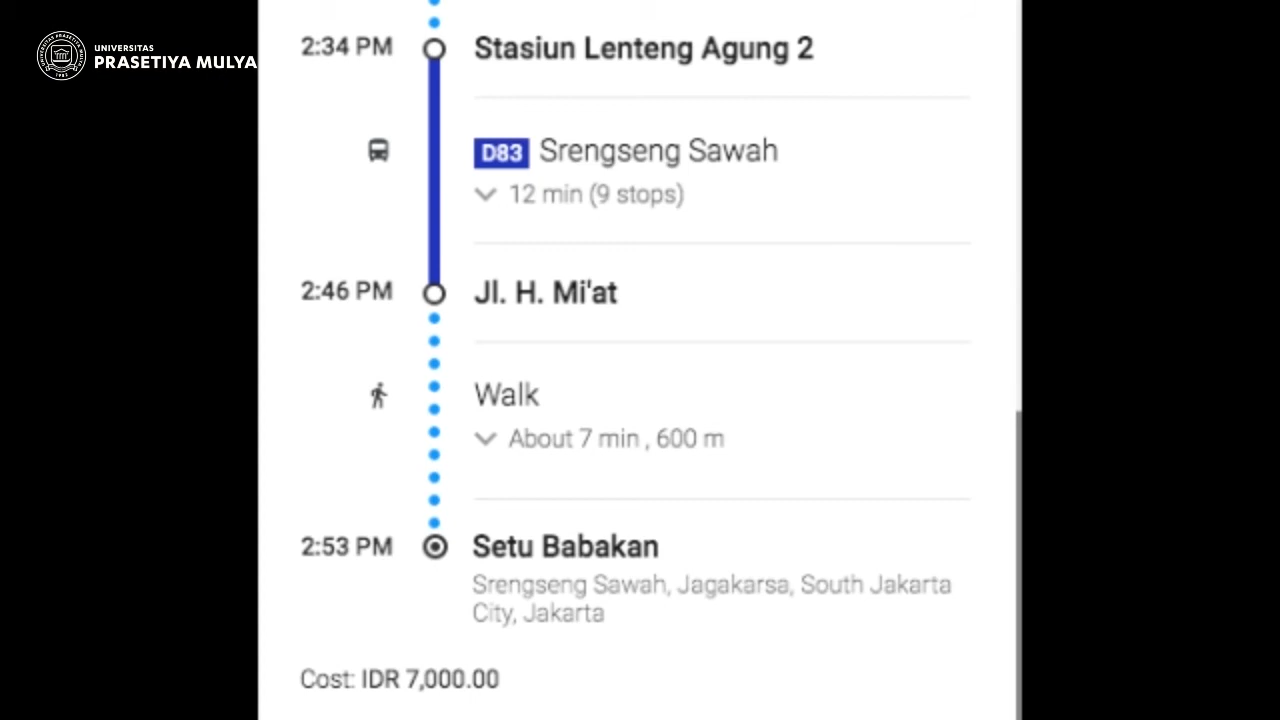 UNIVERSITAS
PRASETIYA MULYA
2:34 PM
Stasiun Lenteng Agung 2
D83 Srengseng Sawah
12 min (9 stops)
2:46 PM
Jl. H. Mi'at
Walk
About 7 min , 600 m
2:53 PM
Setu Babakan
Srengseng Sawah, Jagakarsa, South Jakarta
City, Jakarta
Cost: IDR 7,000.00